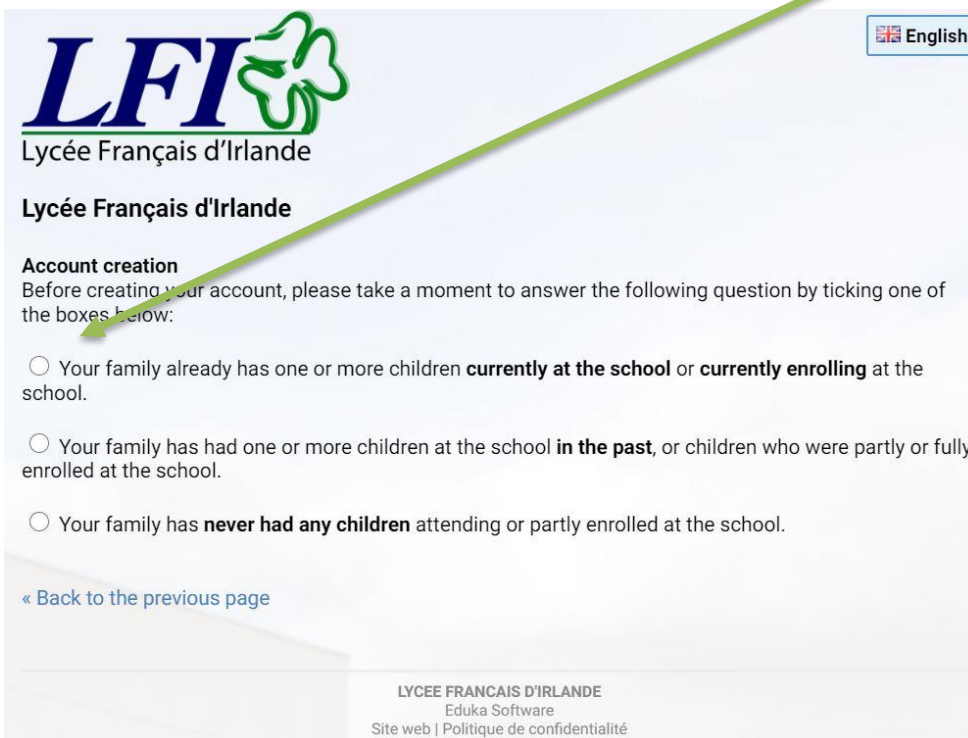 LFI
English
Lycée Français d'Irlande
Lycée Français d'Irlande
Account creation
Before creating your account, please take a moment to answer the following question by ticking one of
the boxes below:
Your family already has one or more children currently at the school or currently enrolling at the
school.
Your family has had one or more children at the school in the past, or children who were partly or fully
enrolled at the school.
Your family has never had any children attending or partly enrolled at the school.
« Back to the previous page
LYCEE FRANCAIS D'IRLANDE
Eduka Software
Site web | Politique de confidentialité